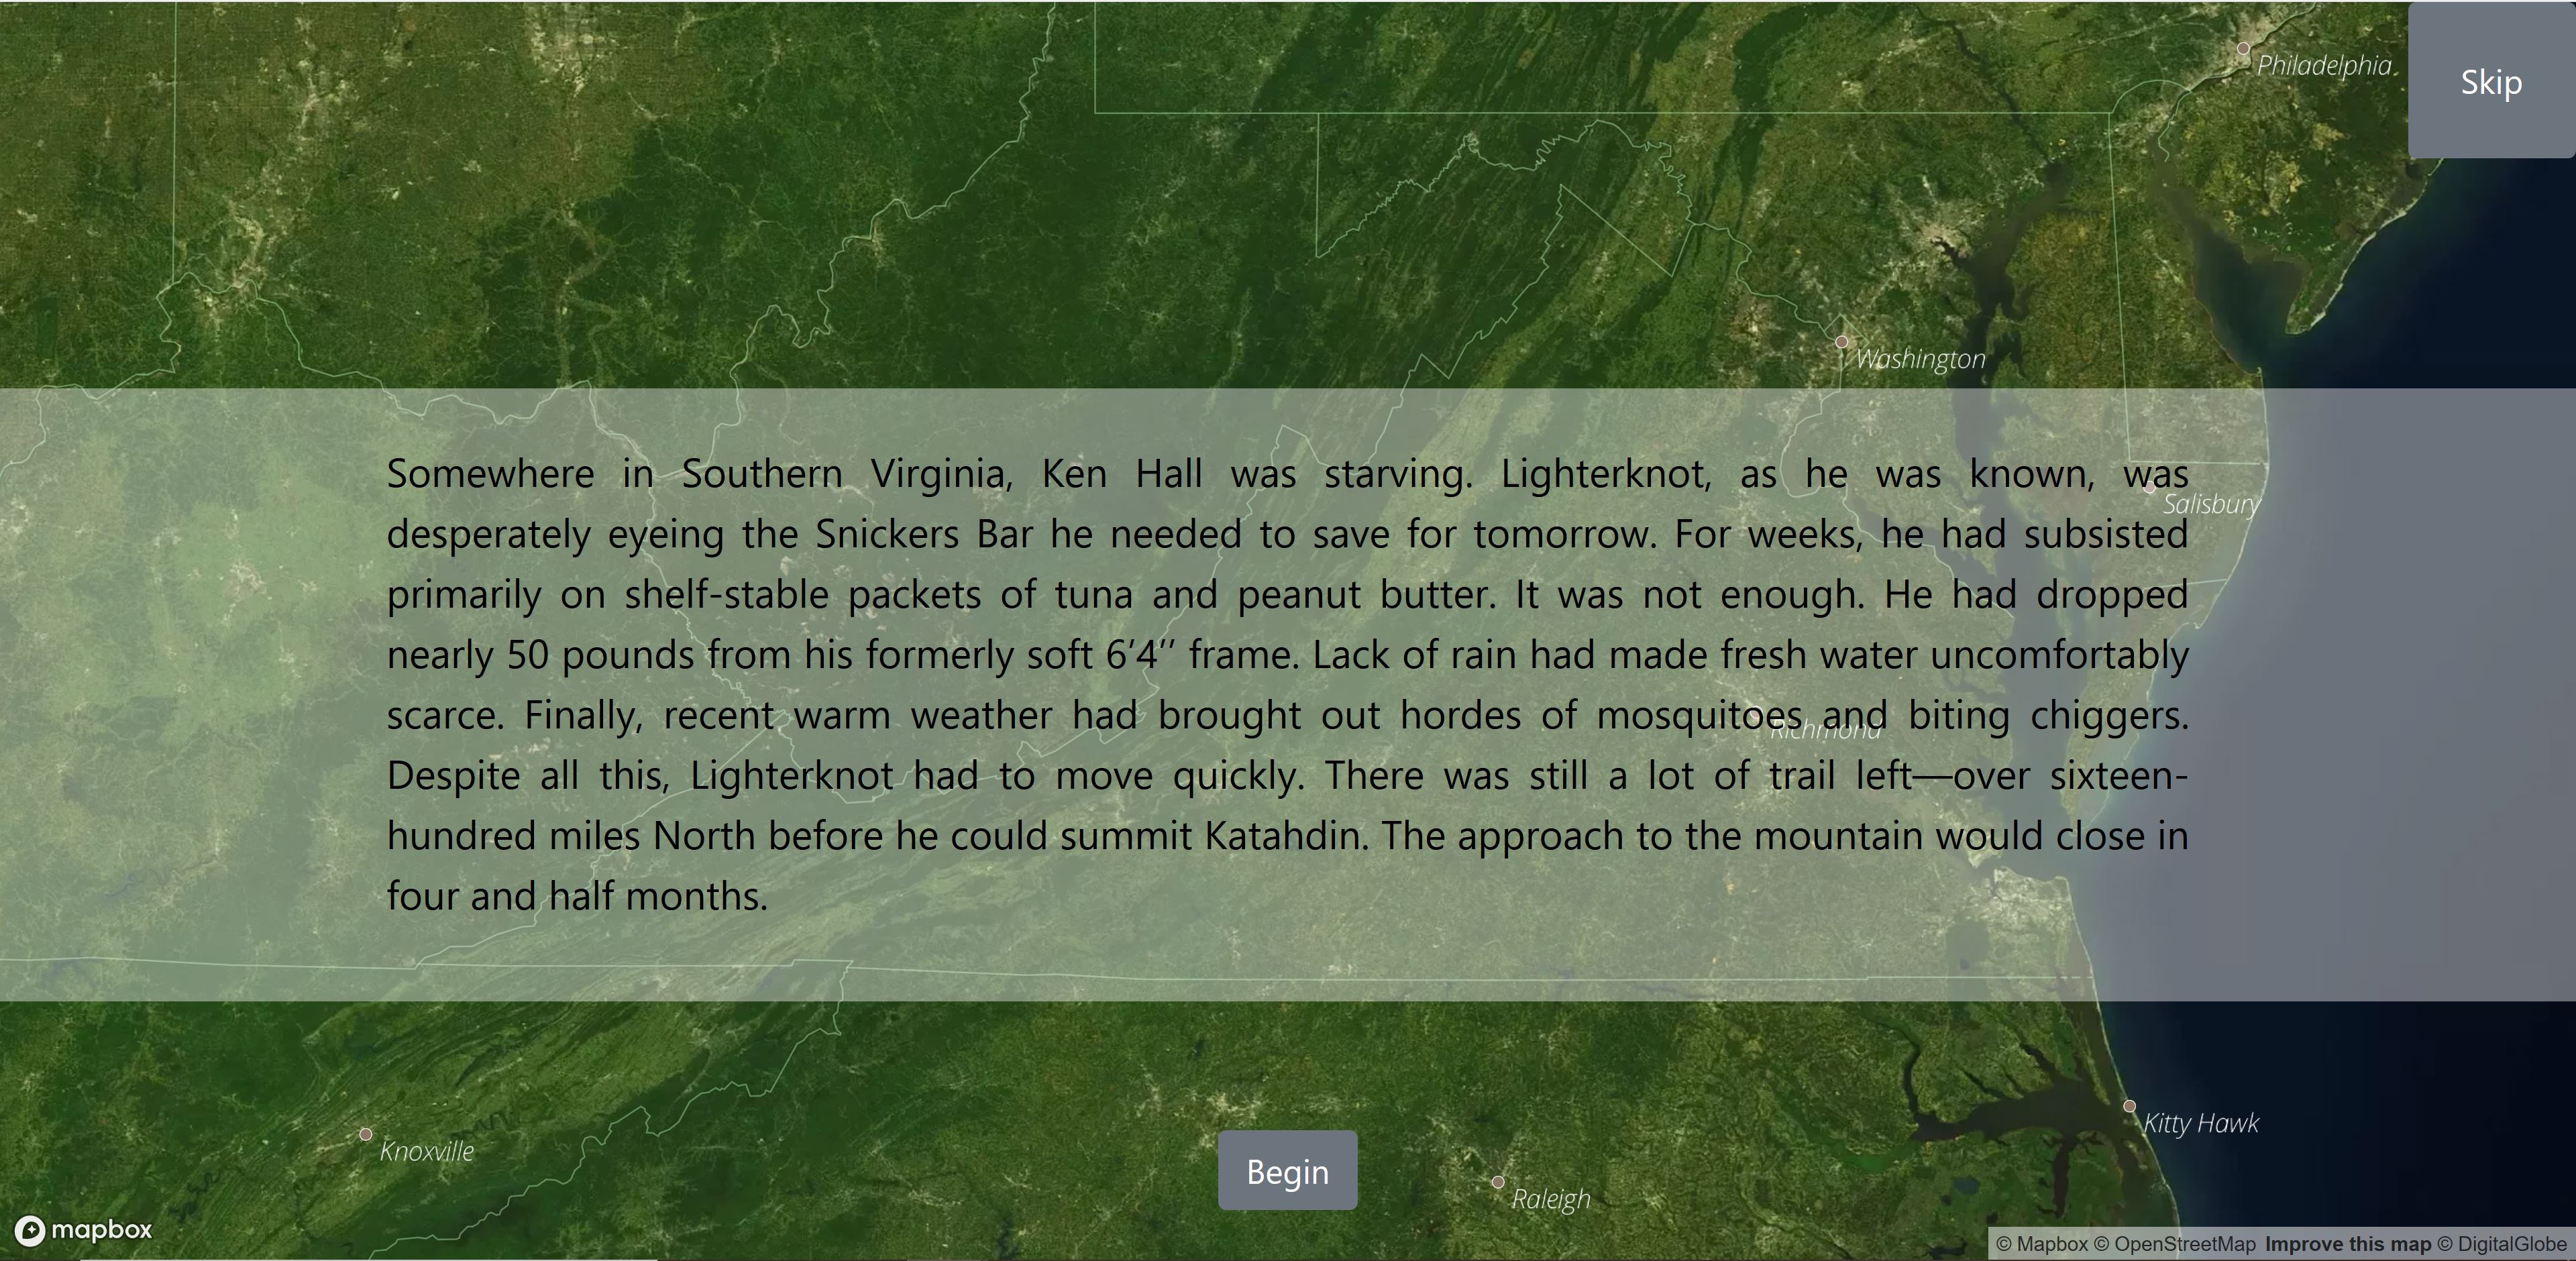 Philadelphia
Skip
Washington
Somewhere in Southern Virginia, Ken Hall was starving. Lighterknot, as he was known, was
Salisbury
desperately eyeing the Snickers Bar he needed to save for tomorrow. For weeks, he had subsisted
primarily on shelf-stable packets of tuna and peanut butter. It was not enough. He had dropped
nearly 50 pounds from his formerly soft 6’4’’ frame. Lack of rain had made fresh water uncomfortably
scarce. Finally, recent warm weather had brought out hordes of mosquitoes and biting chiggers.
Richmond
Despite all this, Lighterknot had to move quickly. There was still a lot of trail left—over sixteen-
hundred miles North before he could summit Katahdin. The approach to the mountain would close in
four and half months.
Kitty Hawk
Knoxville
Begin
Raleigh
mapbox
© Mapbox © OpenStreetMap Improve this map © DigitalGlobe